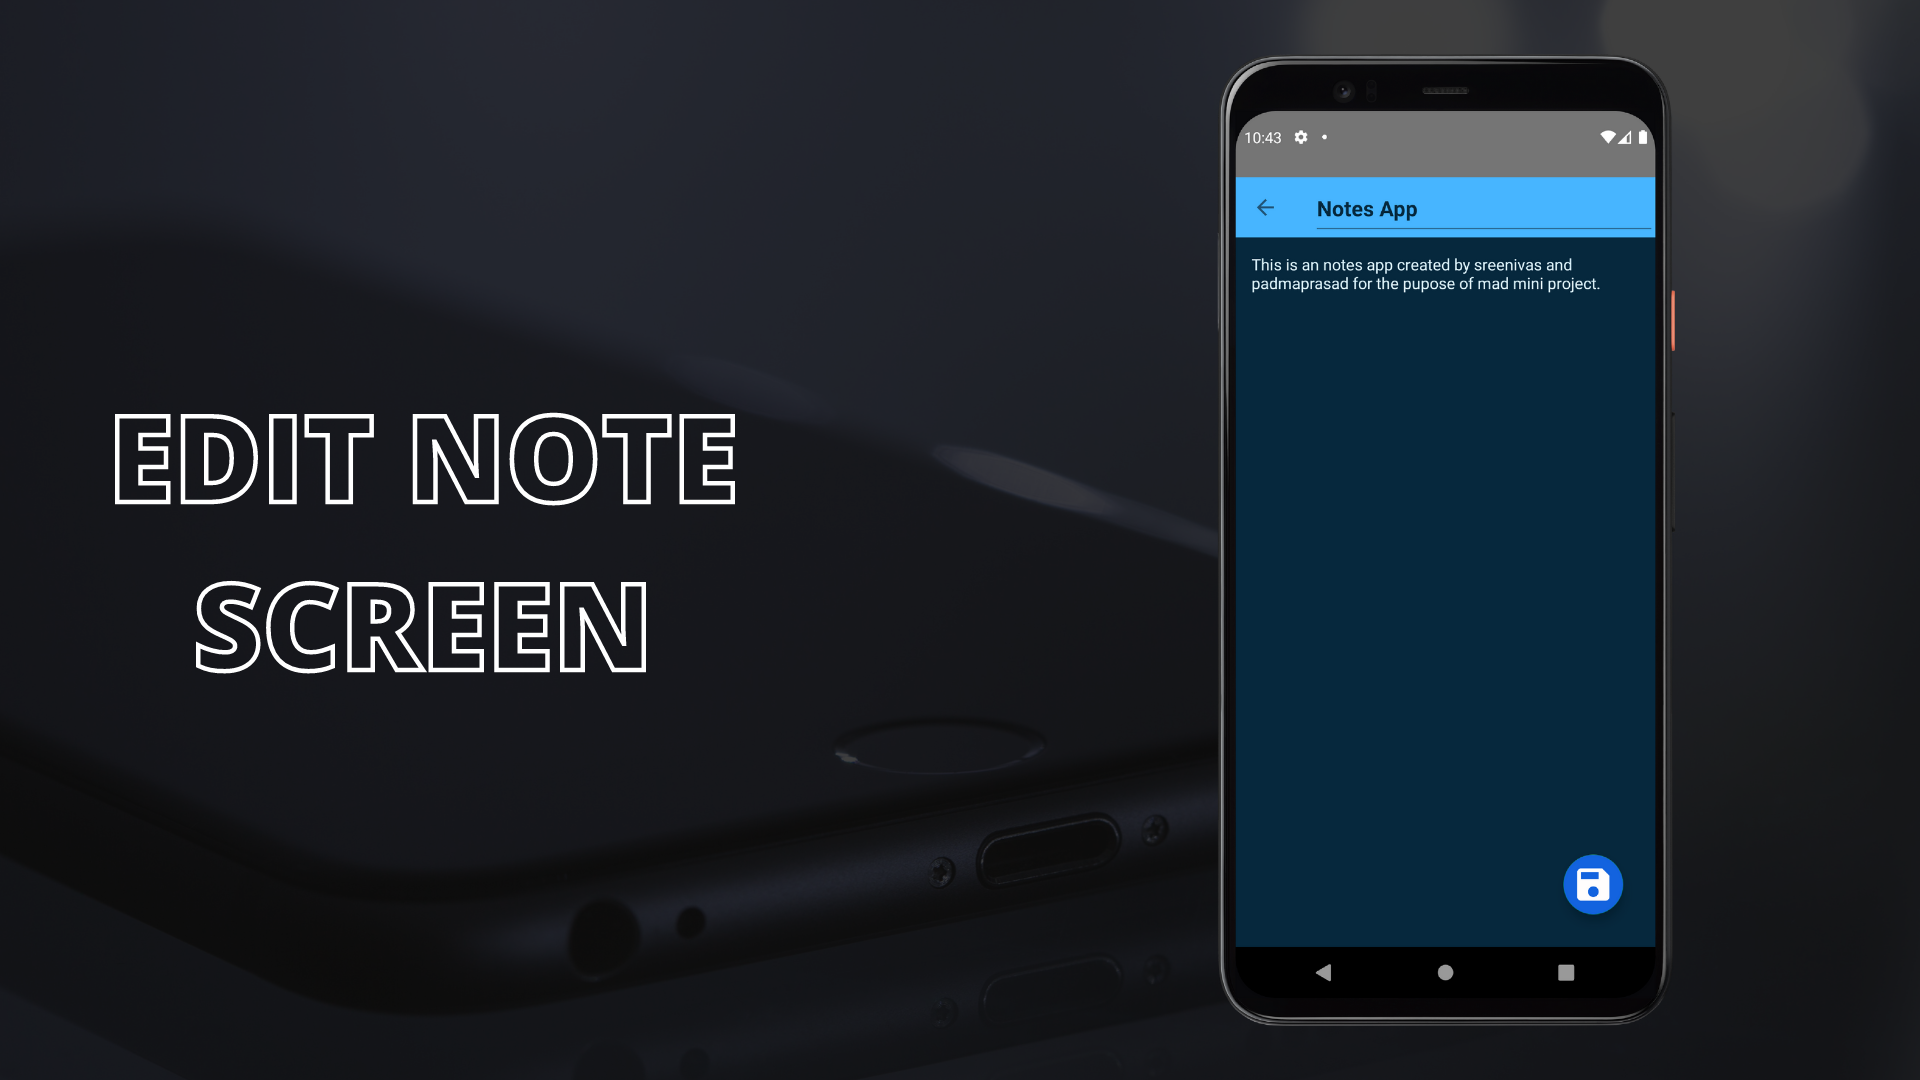 EDIT NOTE
SCREEN
10:43
Notes App
This is an notes app created by sreenivas and
padmaprasad for the pupose of mad mini project.